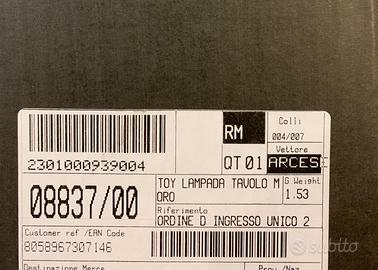 RM
Colli
004/007
Vettore
2301000939004
QT 01
ARCESE
08837/00
TOY LAMPADA TAVOLO M
ORO
G.Weight
1.53
Riferimento
ORDINE D INGRESSO UNICO 2
Customer ref /EAN Code
8058967307146
Destinazione Merce
Prov./Naz.
subito